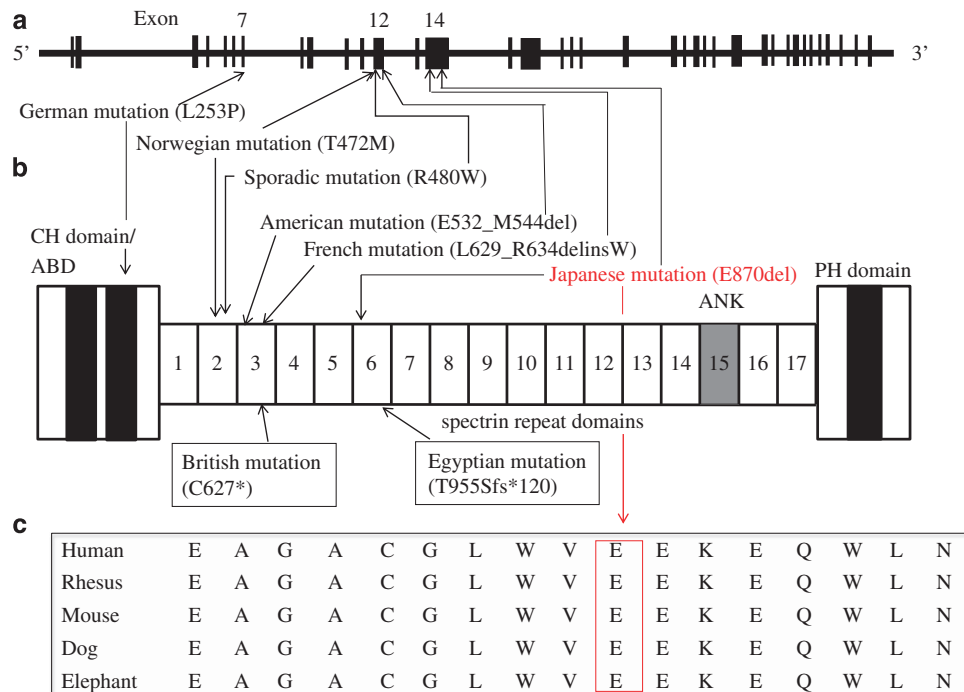 a Exon 7 12 14
5’ 3’
German mutation (L253P)
Norwegian mutation (T472M)
b
Sporadic mutation (R480W)
American mutation (E532_M544del)
CH domain/
ABD
French mutation (L629_R634delinsW)
Japanese mutation (E870del)
PH domain
ANK
1 2 3 4 5 6 7 8 9 10 11 12 13 14 15 16 17
spectrin repeat domains
British mutation
(C627*)
Egyptian mutation
(T955Sfs*120)
c
Human E A G A C G L W V E E K E Q W L N
Rhesus E A G A C G L W V E E K E Q W L N
Mouse E A G A C G L W V E E K E Q W L N
Dog E A G A C G L W V E E K E Q W L N
Elephant E A G A C G L W V E E K E Q W L N